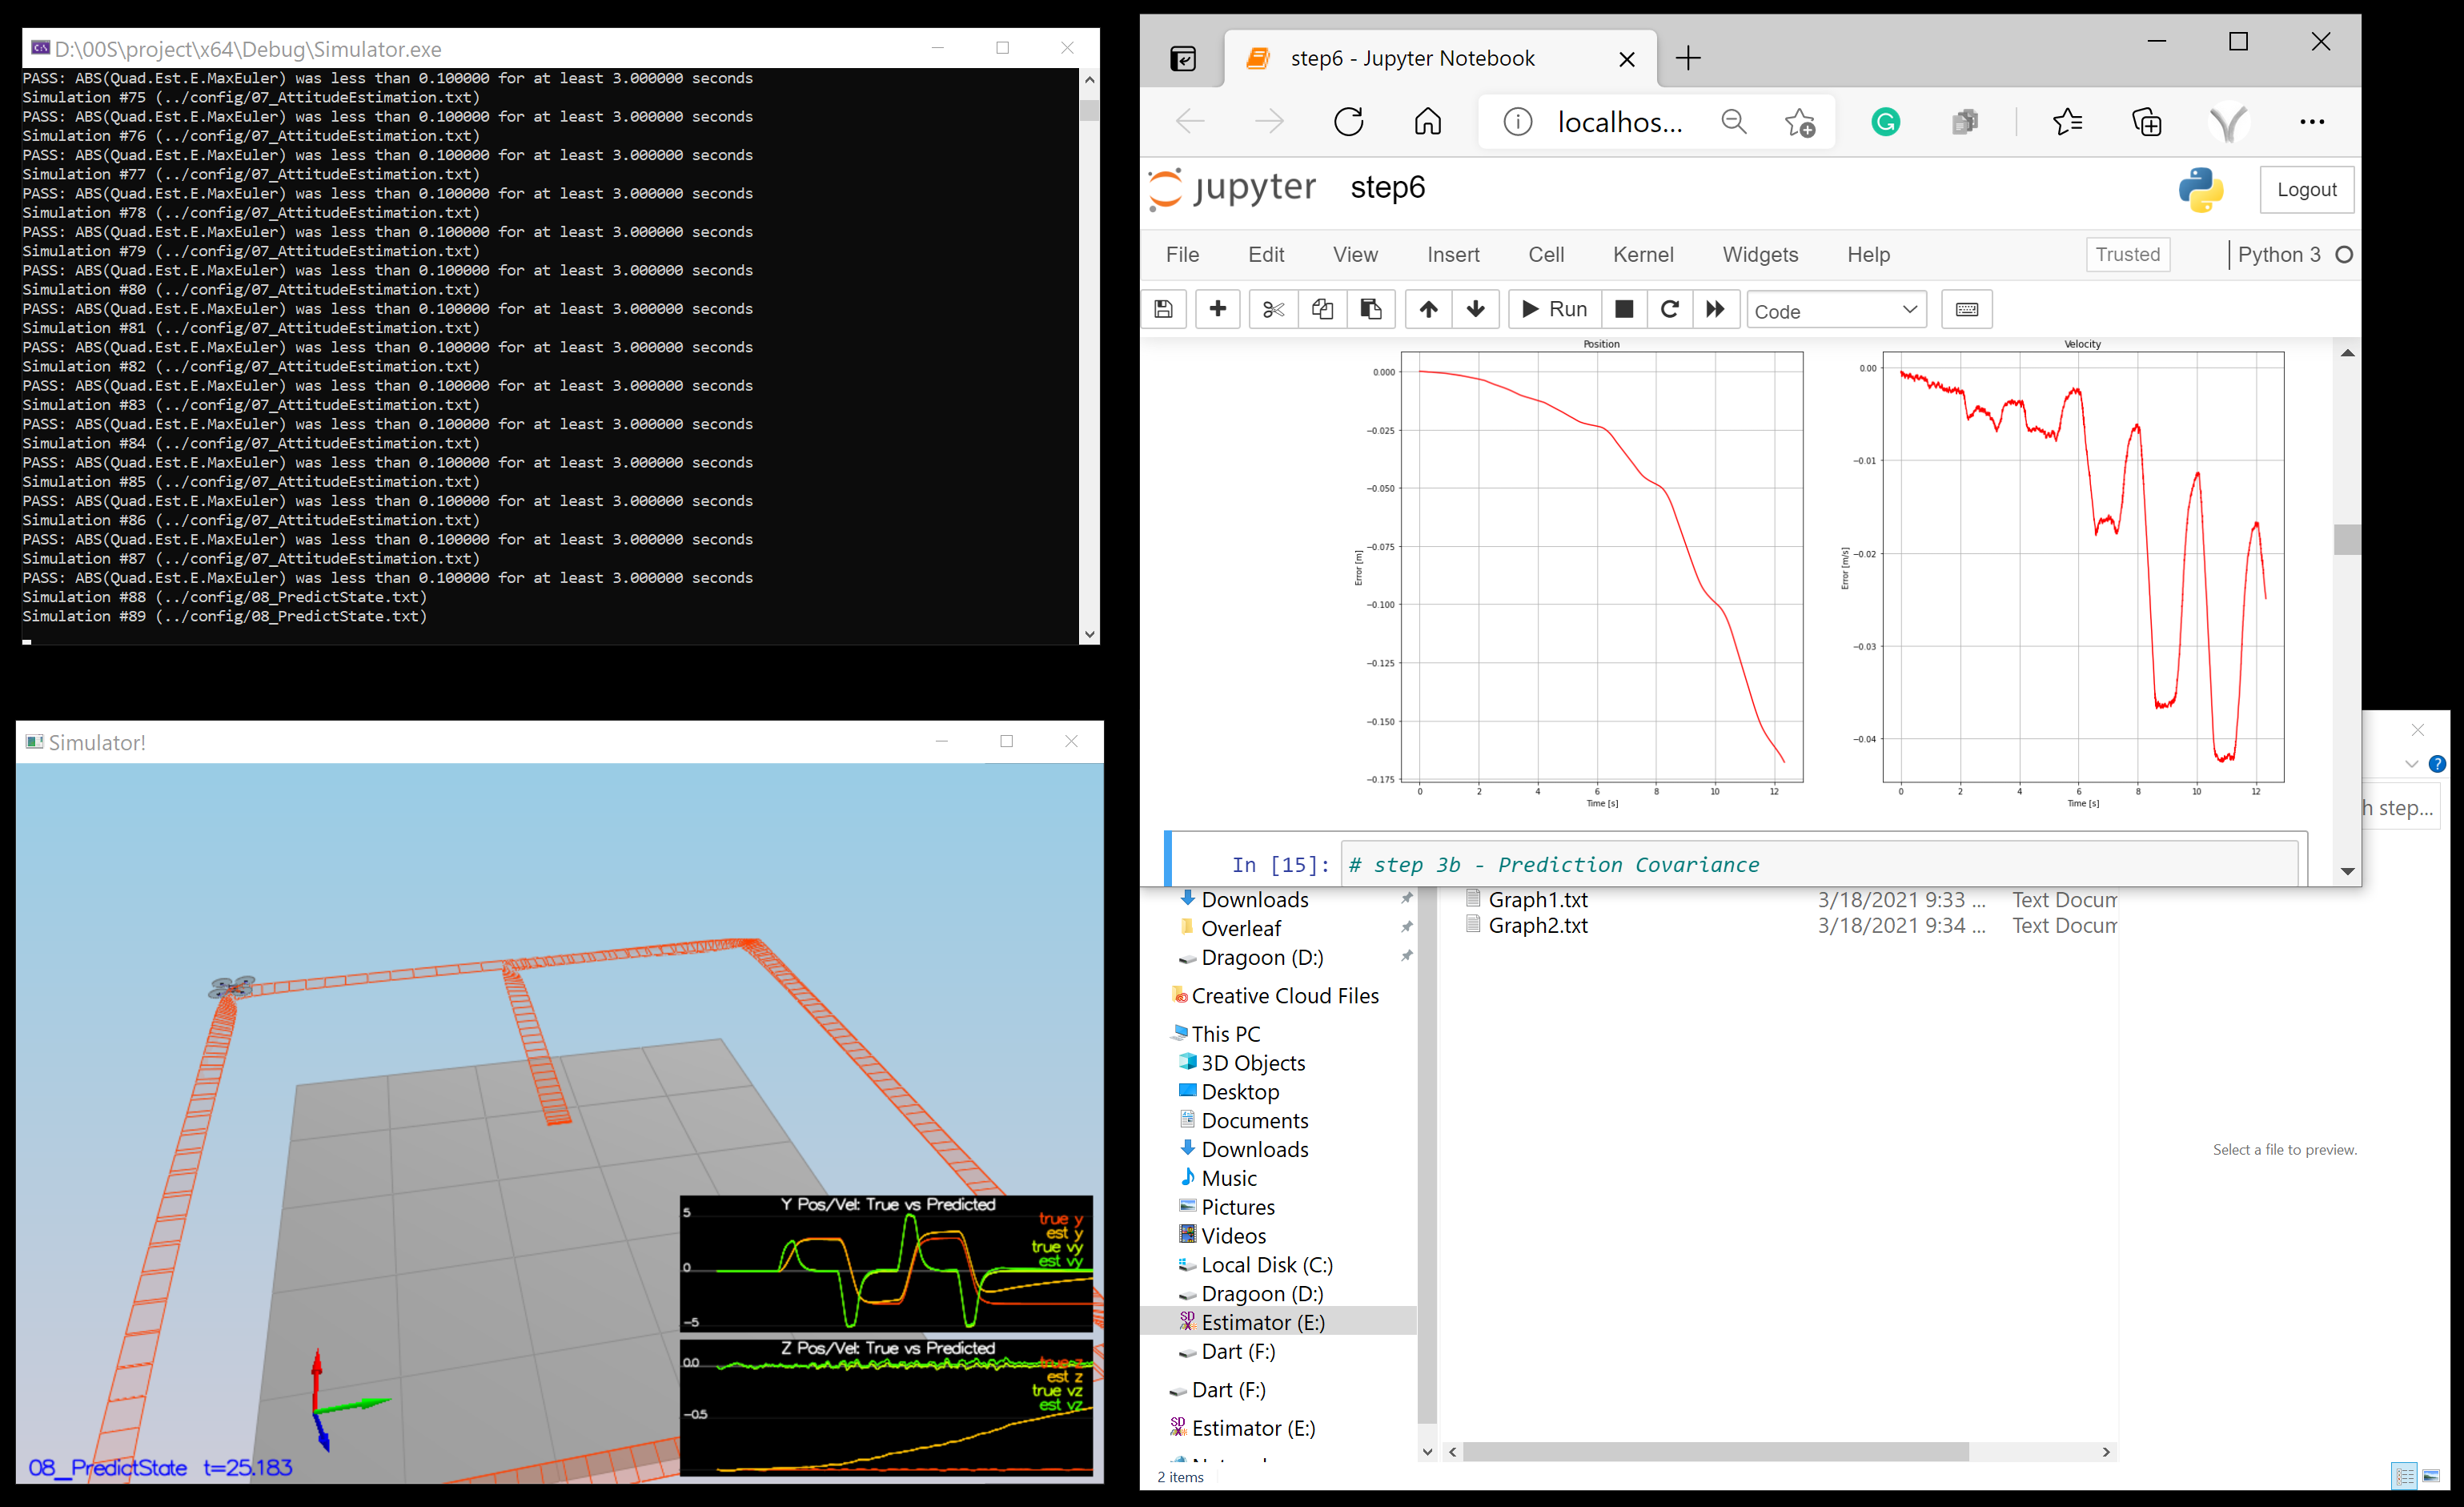 D:\00S\project\x64\Debug\Simulator.exe
PASS: ABS(Quad.Est.E.MaxEuler) was less than 0.100000 for at least 3.000000 seconds
Simulation #75 (../config/07_AttitudeEstimation.txt)
PASS: ABS(Quad.Est.E.MaxEuler) was less than 0.100000 for at least 3.000000 seconds
Simulation #76 (../config/07_AttitudeEstimation.txt)
PASS: ABS(Quad.Est.E.MaxEuler) was less than 0.100000 for at least 3.000000 seconds
Simulation #77 (../config/07_AttitudeEstimation.txt)
PASS: ABS(Quad.Est.E.MaxEuler) was less than 0.100000 for at least 3.000000 seconds
Simulation #78 (../config/07_AttitudeEstimation.txt)
PASS: ABS(Quad.Est.E.MaxEuler) was less than 0.100000 for at least 3.000000 seconds
Simulation #79 (../config/07_AttitudeEstimation.txt)
PASS: ABS(Quad.Est.E.MaxEuler) was less than 0.100000 for at least 3.000000 seconds
Simulation #80 (../config/07_AttitudeEstimation.txt)
PASS: ABS(Quad.Est.E.MaxEuler) was less than 0.100000 for at least 3.000000 seconds
Simulation #81 (../config/07_AttitudeEstimation.txt)
PASS: ABS(Quad.Est.E.MaxEuler) was less than 0.100000 for at least 3.000000 seconds
Simulation #82 (../config/07_AttitudeEstimation.txt)
PASS: ABS(Quad.Est.E.MaxEuler) was less than 0.100000 for at least 3.000000 seconds
Simulation #83 (../config/07_AttitudeEstimation.txt)
PASS: ABS(Quad.Est.E.MaxEuler) was less than 0.100000 for at least 3.000000 seconds
Simulation #84 (../config/07_AttitudeEstimation.txt)
PASS: ABS(Quad.Est.E.MaxEuler) was less than 0.100000 for at least 3.000000 seconds
Simulation #85 (../config/07_AttitudeEstimation.txt)
PASS: ABS(Quad.Est.E.MaxEuler) was less than 0.100000 for at least 3.000000 seconds
Simulation #86 (../config/07_AttitudeEstimation.txt)
PASS: ABS(Quad.Est.E.MaxEuler) was less than 0.100000 for at least 3.000000 seconds
Simulation #87 (../config/07_AttitudeEstimation.txt)
PASS: ABS(Quad.Est.E.MaxEuler) was less than 0.100000 for at least 3.000000 seconds
Simulation #88 (../config/08_PredictState.txt)
Simulation #89 (../config/08_PredictState.txt)
Simulator!
Y Pos/Vel: True vs Predicted
5
true y
est y
true vy
est vy
0
-5
Z Pos/Vel: True vs Predicted
0.0
true z
est z
true vz
est vz
-0.5
08_PredictState t=25.183
step6 - Jupyter Notebook
localhos...
jupyter step6
Logout
File Edit View Insert Cell Kernel Widgets Help
Trusted
Python 3
Run
Code
Position
0.000
−0.025
−0.050
−0.075
−0.100
−0.125
−0.150
−0.175
Error [m]
0 2 4 6 8 10 12
Time [s]
Velocity
0.00
−0.01
−0.02
−0.03
−0.04
Error [m/s]
0 2 4 6 8 10 12
Time [s]
In [15]: # step 3b - Prediction Covariance
h step...
Downloads
Overleaf
Dragoon (D:)
Creative Cloud Files
This PC
3D Objects
Desktop
Documents
Downloads
Music
Pictures
Videos
Local Disk (C:)
Dragoon (D:)
Estimator (E:)
Dart (F:)
Dart (F:)
Estimator (E:)
Graph1.txt 3/18/2021 9:33 ... Text Docum
Graph2.txt 3/18/2021 9:34 ... Text Docum
Select a file to preview.
2 items